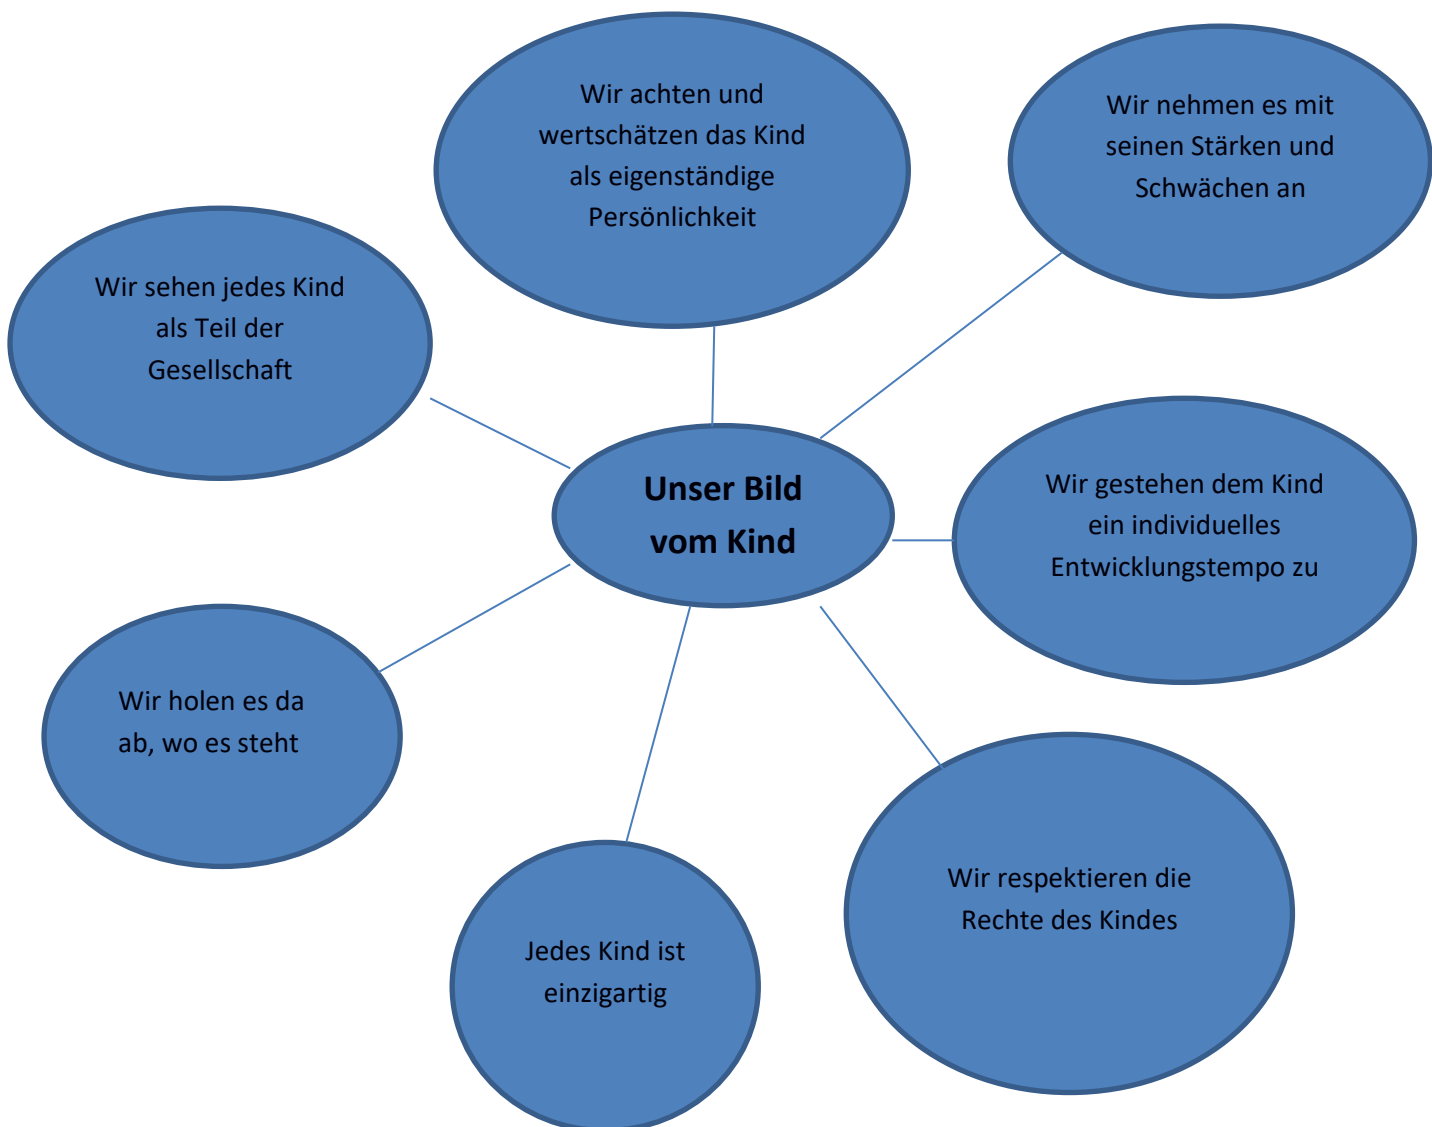 Wir achten und
wertschätzen das Kind
als eigenständige
Persönlichkeit
Wir nehmen es mit
seinen Stärken und
Schwächen an
Wir sehen jedes Kind
als Teil der
Gesellschaft
Unser Bild
vom Kind
Wir gestehen dem Kind
ein individuelles
Entwicklungstempo zu
Wir holen es da
ab, wo es steht
Wir respektieren die
Rechte des Kindes
Jedes Kind ist
einzigartig